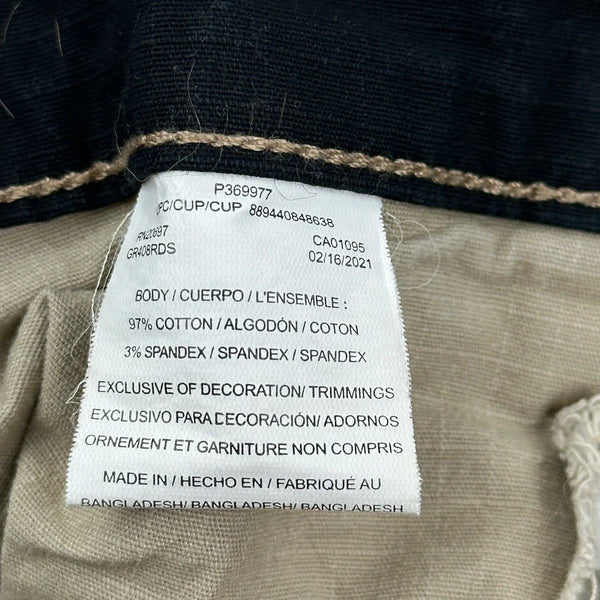 P369977
UPC/CUP/CUP 889440848638
RN20697 CA01095
GR408RDS 02/16/2021
BODY / CUERPO / L'ENSEMBLE :
97% COTTON / ALGODÓN / COTON
3% SPANDEX / SPANDEX / SPANDEX
EXCLUSIVE OF DECORATION/ TRIMMINGS
EXCLUSIVO PARA DECORACIÓN/ ADORNOS
ORNEMENT ET GARNITURE NON COMPRIS
MADE IN / HECHO EN / FABRIQUÉ AU
BANGLADESH/ BANGLADESH/ BANGLADESH